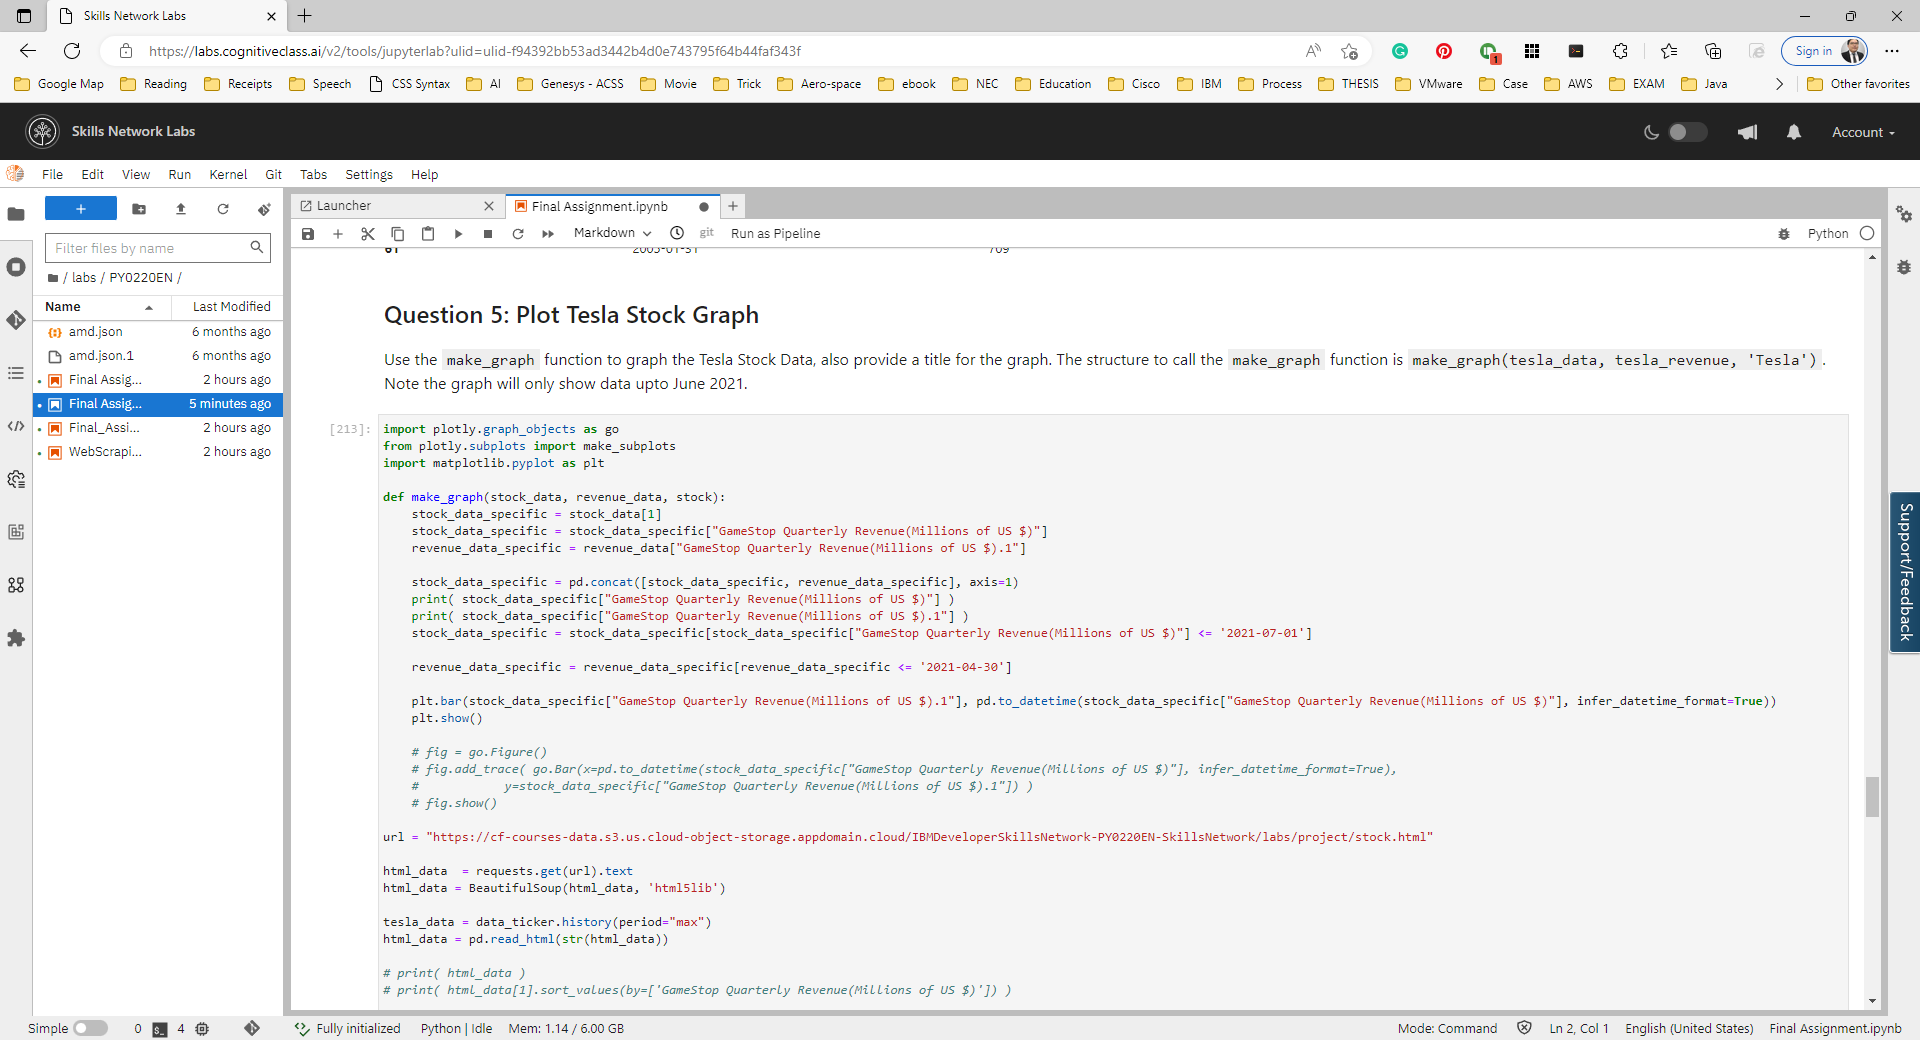 Skills Network Labs
https://labs.cognitiveclass.ai/v2/tools/jupyterlab?ulid=ulid-f94392bb53ad3442b4d0e743795f64b44faf343f
1
Sign in
Google Map Reading Receipts Speech CSS Syntax AI Genesys - ACSS Movie Trick Aero-space ebook NEC Education Cisco IBM Process THESIS VMware Case AWS EXAM Java Other favorites
Skills Network Labs
Account
File Edit View Run Kernel Git Tabs Settings Help
Launcher
Final Assignment.ipynb
Markdown
git
Run as Pipeline
Python
Filter files by name
/ labs / PY0220EN /
Name Last Modified
amd.json 6 months ago
amd.json.1 6 months ago
Final Assig... 2 hours ago
Final Assig... 5 minutes ago
Final_Assi... 2 hours ago
WebScrapi... 2 hours ago
Question 5: Plot Tesla Stock Graph
Use the make_graph function to graph the Tesla Stock Data, also provide a title for the graph. The structure to call the make_graph function is make_graph(tesla_data, tesla_revenue, 'Tesla') .
Note the graph will only show data upto June 2021.
[213]:
import plotly.graph_objects as go
from plotly.subplots import make_subplots
import matplotlib.pyplot as plt
def make_graph(stock_data, revenue_data, stock):
stock_data_specific = stock_data[1]
stock_data_specific = stock_data_specific["GameStop Quarterly Revenue(Millions of US $)"]
revenue_data_specific = revenue_data["GameStop Quarterly Revenue(Millions of US $).1"]
stock_data_specific = pd.concat([stock_data_specific, revenue_data_specific], axis=1)
print( stock_data_specific["GameStop Quarterly Revenue(Millions of US $)"] )
print( stock_data_specific["GameStop Quarterly Revenue(Millions of US $).1"] )
stock_data_specific = stock_data_specific[stock_data_specific["GameStop Quarterly Revenue(Millions of US $)"] <= '2021-07-01']
revenue_data_specific = revenue_data_specific[revenue_data_specific <= '2021-04-30']
plt.bar(stock_data_specific["GameStop Quarterly Revenue(Millions of US $).1"], pd.to_datetime(stock_data_specific["GameStop Quarterly Revenue(Millions of US $)"], infer_datetime_format=True))
plt.show()
# fig = go.Figure()
# fig.add_trace( go.Bar(x=pd.to_datetime(stock_data_specific["GameStop Quarterly Revenue(Millions of US $)"], infer_datetime_format=True),
# y=stock_data_specific["GameStop Quarterly Revenue(Millions of US $).1"]) )
# fig.show()
url = "https://cf-courses-data.s3.us.cloud-object-storage.appdomain.cloud/IBMDeveloperSkillsNetwork-PY0220EN-SkillsNetwork/labs/project/stock.html"
html_data = requests.get(url).text
html_data = BeautifulSoup(html_data, 'html5lib')
tesla_data = data_ticker.history(period="max")
html_data = pd.read_html(str(html_data))
# print( html_data )
# print( html_data[1].sort_values(by=['GameStop Quarterly Revenue(Millions of US $)']) )
Support/Feedback
Simple 0 4 Fully initialized Python | Idle Mem: 1.14 / 6.00 GB Mode: Command Ln 2, Col 1 English (United States) Final Assignment.ipynb